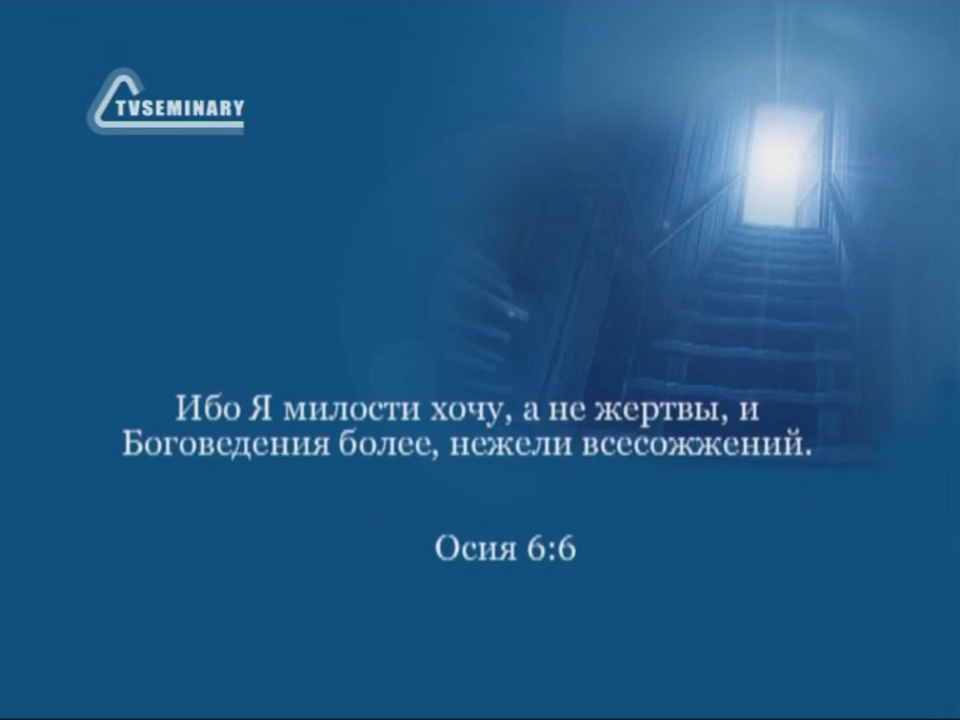 TVSEMINARY
Ибо Я милости хочу, а не жертвы, и
Боговедения более, нежели всесожжений.
Осия 6:6